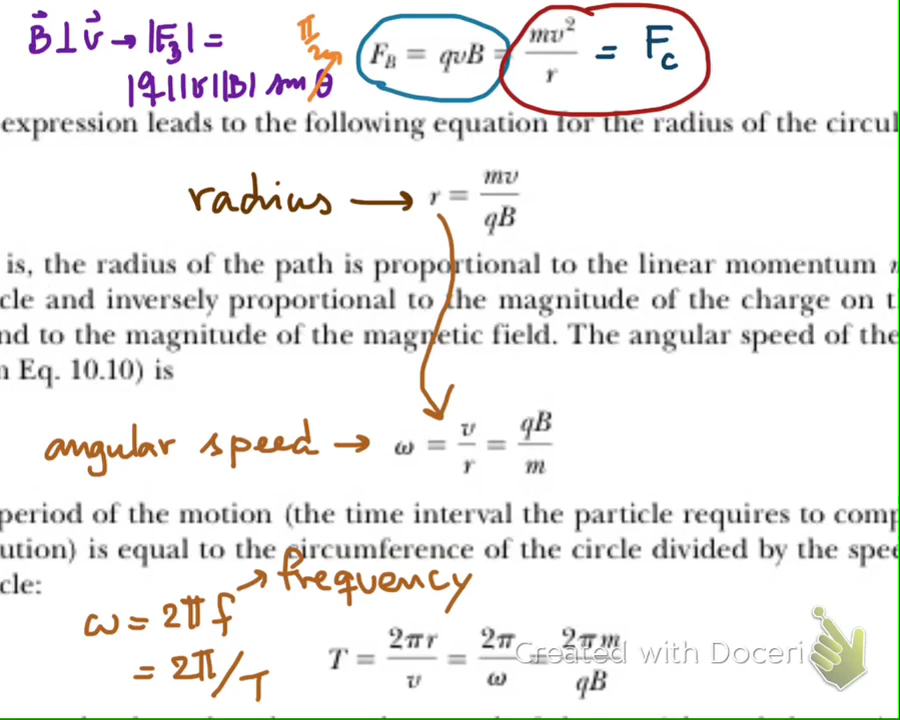 B⃗ ⊥ v⃗ → |F_B| = |q||v||B| sin θ π/2
F_B = qvB = mv²/r = F_c
expression leads to the following equation for the radius of the circul
radius → r = mv/qB
is, the radius of the path is proportional to the linear momentum
cle and inversely proportional to the magnitude of the charge on t
nd to the magnitude of the magnetic field. The angular speed of the
Eq. 10.10) is
angular speed → ω = v/r = qB/m
period of the motion (the time interval the particle requires to comp
ution) is equal to the circumference of the circle divided by the spee
cle:
→ frequency
ω = 2πf
= 2π/T
T = 2πr/v = 2π/ω = 2πm/qB
Created with Doceri